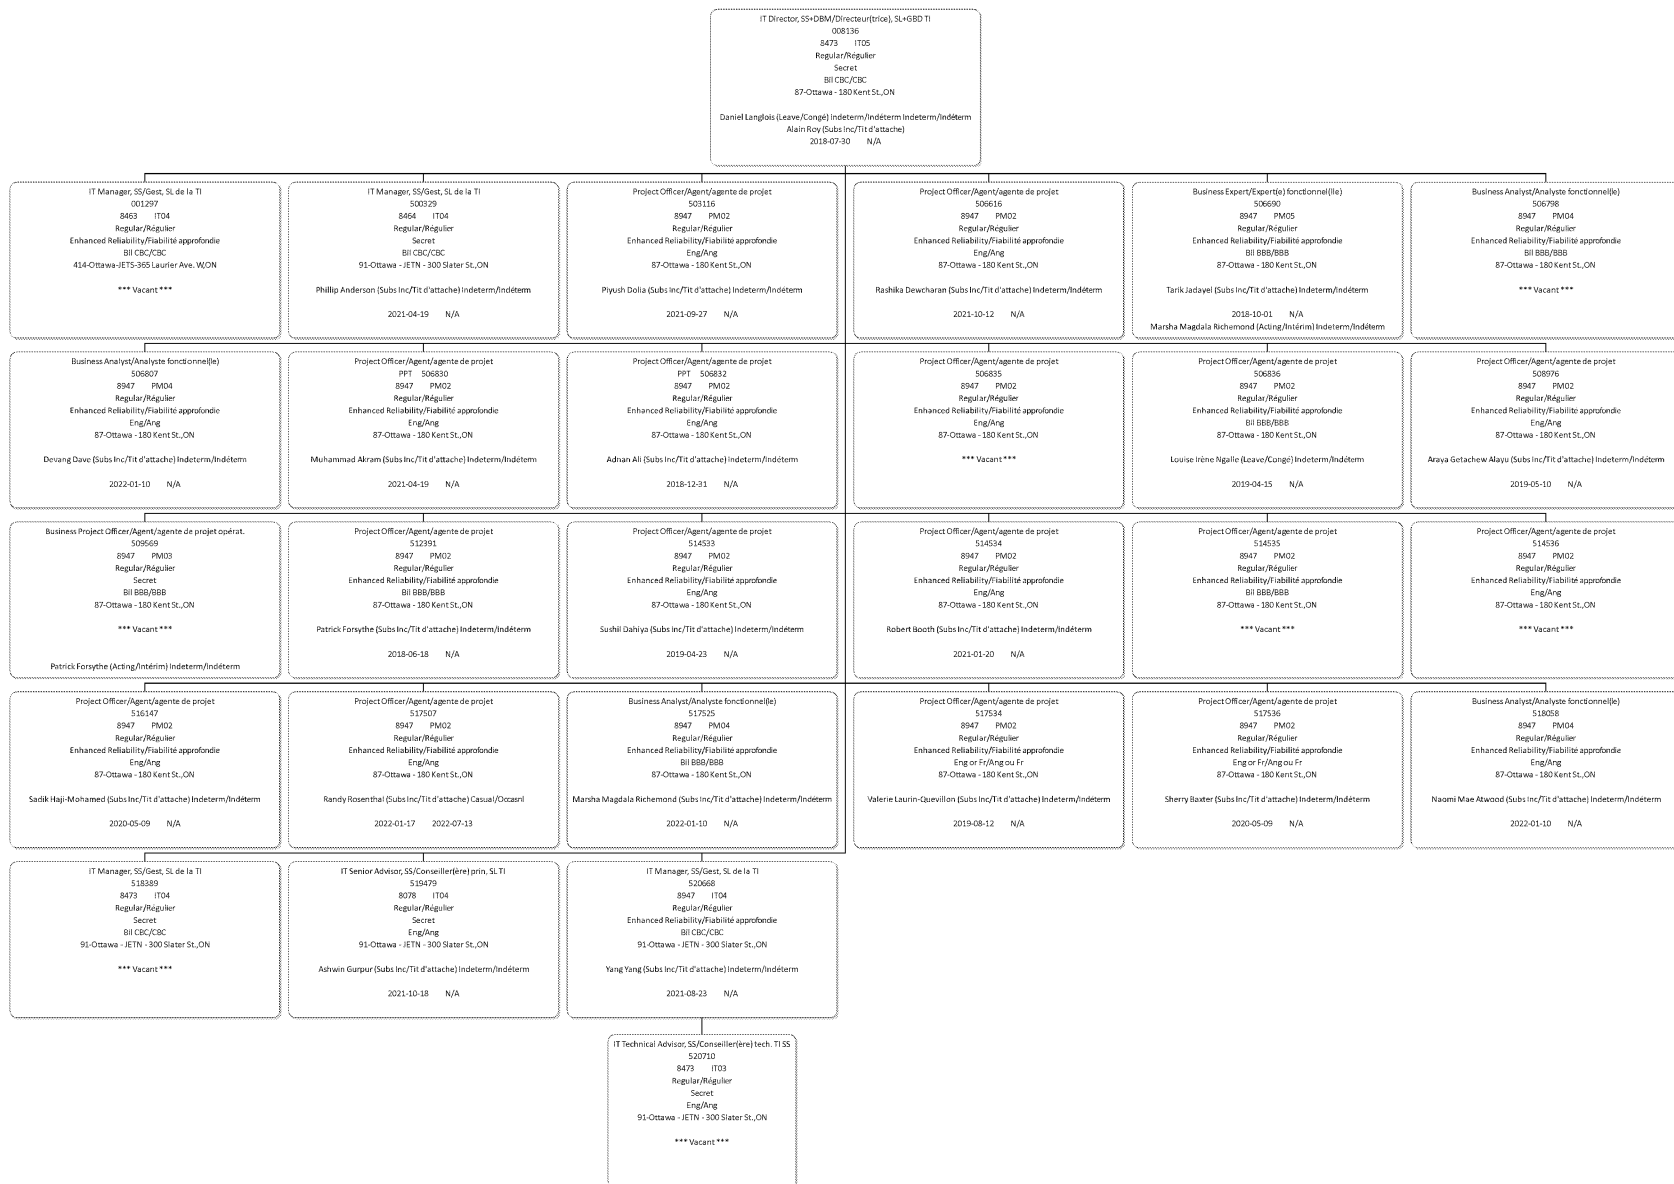 IT Director, SS+DBM/Directeur(trice), SL+GBD TI
008136
8473 IT05
Regular/Régulier
Secret
Bil CBC/CBC
87-Ottawa - 180 Kent St.,ON
Daniel Langlois (Leave/Congé) Indeterm/Indéterm Indeterm/Indéterm
Alain Roy (Subs Inc/Tit d'attache)
2018-07-30 N/A
IT Manager, SS/Gest, SL de la TI
001297
8463 IT04
Regular/Régulier
Enhanced Reliability/Fiabilité approfondie
Bil CBC/CBC
414-Ottawa-JETS-365 Laurier Ave. W,ON
*** Vacant ***
IT Manager, SS/Gest, SL de la TI
500329
8464 IT04
Regular/Régulier
Secret
Bil CBC/CBC
91-Ottawa - JETN - 300 Slater St.,ON
Phillip Anderson (Subs Inc/Tit d'attache) Indeterm/Indéterm
2021-04-19 N/A
Project Officer/Agent/agente de projet
503116
8947 PM02
Regular/Régulier
Enhanced Reliability/Fiabilité approfondie
Eng/Ang
87-Ottawa - 180 Kent St.,ON
Piyush Dolia (Subs Inc/Tit d'attache) Indeterm/Indéterm
2021-09-27 N/A
Project Officer/Agent/agente de projet
506616
8947 PM02
Regular/Régulier
Enhanced Reliability/Fiabilité approfondie
Eng/Ang
87-Ottawa - 180 Kent St.,ON
Rashika Dewcharan (Subs Inc/Tit d'attache) Indeterm/Indéterm
2021-10-12 N/A
Business Expert/Expert(e) fonctionnel(lle)
506690
8947 PM05
Regular/Régulier
Enhanced Reliability/Fiabilité approfondie
Bil BBB/BBB
87-Ottawa - 180 Kent St.,ON
Tarik Jadayel (Subs Inc/Tit d'attache) Indeterm/Indéterm
2018-10-01 N/A
Marsha Magdala Richemond (Acting/Intérim) Indeterm/Indéterm
Business Analyst/Analyste fonctionnel(le)
506798
8947 PM04
Regular/Régulier
Enhanced Reliability/Fiabilité approfondie
Bil BBB/BBB
87-Ottawa - 180 Kent St.,ON
*** Vacant ***
Business Analyst/Analyste fonctionnel(le)
506807
8947 PM04
Regular/Régulier
Enhanced Reliability/Fiabilité approfondie
Eng/Ang
87-Ottawa - 180 Kent St.,ON
Devang Dave (Subs Inc/Tit d'attache) Indeterm/Indéterm
2022-01-10 N/A
Project Officer/Agent/agente de projet
PPT 506830
8947 PM02
Regular/Régulier
Enhanced Reliability/Fiabilité approfondie
Eng/Ang
87-Ottawa - 180 Kent St.,ON
Muhammad Akram (Subs Inc/Tit d'attache) Indeterm/Indéterm
2021-04-19 N/A
Project Officer/Agent/agente de projet
PPT 506832
8947 PM02
Regular/Régulier
Enhanced Reliability/Fiabilité approfondie
Eng/Ang
87-Ottawa - 180 Kent St.,ON
Adnan Ali (Subs Inc/Tit d'attache) Indeterm/Indéterm
2018-12-31 N/A
Project Officer/Agent/agente de projet
506835
8947 PM02
Regular/Régulier
Enhanced Reliability/Fiabilité approfondie
Eng/Ang
87-Ottawa - 180 Kent St.,ON
*** Vacant ***
Project Officer/Agent/agente de projet
506836
8947 PM02
Regular/Régulier
Enhanced Reliability/Fiabilité approfondie
Bil BBB/BBB
87-Ottawa - 180 Kent St.,ON
Louise Irène Ngalle (Leave/Congé) Indeterm/Indéterm
2019-04-15 N/A
Project Officer/Agent/agente de projet
508976
8947 PM02
Regular/Régulier
Enhanced Reliability/Fiabilité approfondie
Eng/Ang
87-Ottawa - 180 Kent St.,ON
Araya Getachew Alayu (Subs Inc/Tit d'attache) Indeterm/Indéterm
2019-05-10 N/A
Business Project Officer/Agent/agente de projet opérat.
509569
8947 PM03
Regular/Régulier
Secret
Bil BBB/BBB
87-Ottawa - 180 Kent St.,ON
*** Vacant ***
Patrick Forsythe (Acting/Intérim) Indeterm/Indéterm
Project Officer/Agent/agente de projet
512391
8947 PM02
Regular/Régulier
Enhanced Reliability/Fiabilité approfondie
Bil BBB/BBB
87-Ottawa - 180 Kent St.,ON
Patrick Forsythe (Subs Inc/Tit d'attache) Indeterm/Indéterm
2018-06-18 N/A
Project Officer/Agent/agente de projet
514533
8947 PM02
Regular/Régulier
Enhanced Reliability/Fiabilité approfondie
Eng/Ang
87-Ottawa - 180 Kent St.,ON
Sushil Dahiya (Subs Inc/Tit d'attache) Indeterm/Indéterm
2019-04-23 N/A
Project Officer/Agent/agente de projet
514534
8947 PM02
Regular/Régulier
Enhanced Reliability/Fiabilité approfondie
Eng/Ang
87-Ottawa - 180 Kent St.,ON
Robert Booth (Subs Inc/Tit d'attache) Indeterm/Indéterm
2021-01-20 N/A
Project Officer/Agent/agente de projet
514535
8947 PM02
Regular/Régulier
Enhanced Reliability/Fiabilité approfondie
Bil BBB/BBB
87-Ottawa - 180 Kent St.,ON
*** Vacant ***
Project Officer/Agent/agente de projet
514536
8947 PM02
Regular/Régulier
Enhanced Reliability/Fiabilité approfondie
Eng/Ang
87-Ottawa - 180 Kent St.,ON
*** Vacant ***
Project Officer/Agent/agente de projet
516147
8947 PM02
Regular/Régulier
Enhanced Reliability/Fiabilité approfondie
Eng/Ang
87-Ottawa - 180 Kent St.,ON
Sadik Haji-Mohamed (Subs Inc/Tit d'attache) Indeterm/Indéterm
2020-05-09 N/A
Project Officer/Agent/agente de projet
517507
8947 PM02
Regular/Régulier
Enhanced Reliability/Fiabilité approfondie
Eng/Ang
87-Ottawa - 180 Kent St.,ON
Randy Rosenthal (Subs Inc/Tit d'attache) Casual/Occasnl
2022-01-17 2022-07-13
Business Analyst/Analyste fonctionnel(le)
517525
8947 PM04
Regular/Régulier
Enhanced Reliability/Fiabilité approfondie
Bil BBB/BBB
87-Ottawa - 180 Kent St.,ON
Marsha Magdala Richemond (Subs Inc/Tit d'attache) Indeterm/Indéterm
2022-01-10 N/A
Project Officer/Agent/agente de projet
517534
8947 PM02
Regular/Régulier
Enhanced Reliability/Fiabilité approfondie
Eng or Fr/Ang ou Fr
87-Ottawa - 180 Kent St.,ON
Valerie Laurin-Quevillon (Subs Inc/Tit d'attache) Indeterm/Indéterm
2019-08-12 N/A
Project Officer/Agent/agente de projet
517536
8947 PM02
Regular/Régulier
Enhanced Reliability/Fiabilité approfondie
Eng or Fr/Ang ou Fr
87-Ottawa - 180 Kent St.,ON
Sherry Baxter (Subs Inc/Tit d'attache) Indeterm/Indéterm
2020-05-09 N/A
Business Analyst/Analyste fonctionnel(le)
518058
8947 PM04
Regular/Régulier
Enhanced Reliability/Fiabilité approfondie
Eng/Ang
87-Ottawa - 180 Kent St.,ON
Naomi Mae Atwood (Subs Inc/Tit d'attache) Indeterm/Indéterm
2022-01-10 N/A
IT Manager, SS/Gest, SL de la TI
518389
8473 IT04
Regular/Régulier
Secret
Bil CBC/CBC
91-Ottawa - JETN - 300 Slater St.,ON
*** Vacant ***
IT Senior Advisor, SS/Conseiller(ère) prin, SL TI
519479
8078 IT04
Regular/Régulier
Secret
Eng/Ang
91-Ottawa - JETN - 300 Slater St.,ON
Ashwin Gurpur (Subs Inc/Tit d'attache) Indeterm/Indéterm
2021-10-18 N/A
IT Manager, SS/Gest, SL de la TI
520668
8947 IT04
Regular/Régulier
Enhanced Reliability/Fiabilité approfondie
Bil CBC/CBC
91-Ottawa - JETN - 300 Slater St.,ON
Yang Yang (Subs Inc/Tit d'attache) Indeterm/Indéterm
2021-08-23 N/A
IT Technical Advisor, SS/Conseiller(ère) tech. TI SS
520710
8473 IT03
Regular/Régulier
Secret
Eng/Ang
91-Ottawa - JETN - 300 Slater St.,ON
*** Vacant ***